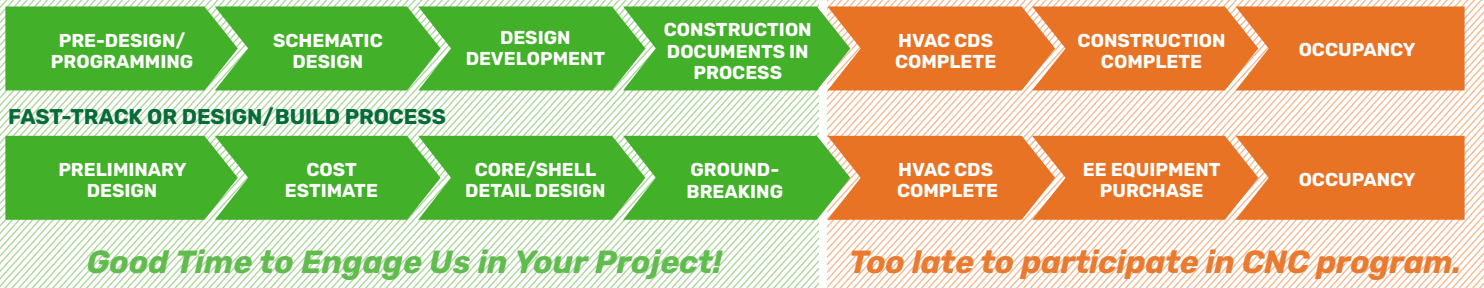 PRE-DESIGN/
PROGRAMMING
SCHEMATIC
DESIGN
DESIGN
DEVELOPMENT
CONSTRUCTION
DOCUMENTS IN
PROCESS
HVAC CDS
COMPLETE
CONSTRUCTION
COMPLETE
OCCUPANCY
FAST-TRACK OR DESIGN/BUILD PROCESS
PRELIMINARY
DESIGN
COST
ESTIMATE
CORE/SHELL
DETAIL DESIGN
GROUND-
BREAKING
HVAC CDS
COMPLETE
EE EQUIPMENT
PURCHASE
OCCUPANCY
Good Time to Engage Us in Your Project!
Too late to participate in CNC program.